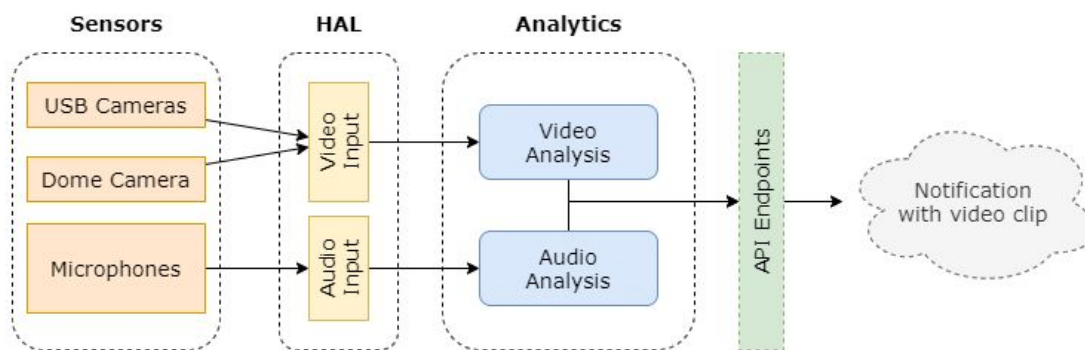 Sensors
HAL
Analytics
USB Cameras
Dome Camera
Microphones
Video
Input
Audio
Input
Video
Analysis
Audio
Analysis
API Endpoints
Notification
with video clip